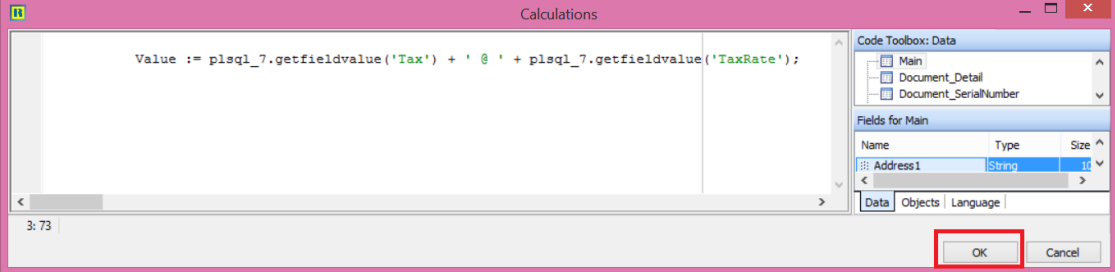 Calculations
Value := plsql_7.getfieldvalue('Tax') + ' @ ' + plsql_7.getfieldvalue('TaxRate');
Code Toolbox: Data
Main
Document_Detail
Document_SerialNumber
Fields for Main
Name Type Size
Address1 String 10
Data Objects Language
3: 73
OK Cancel